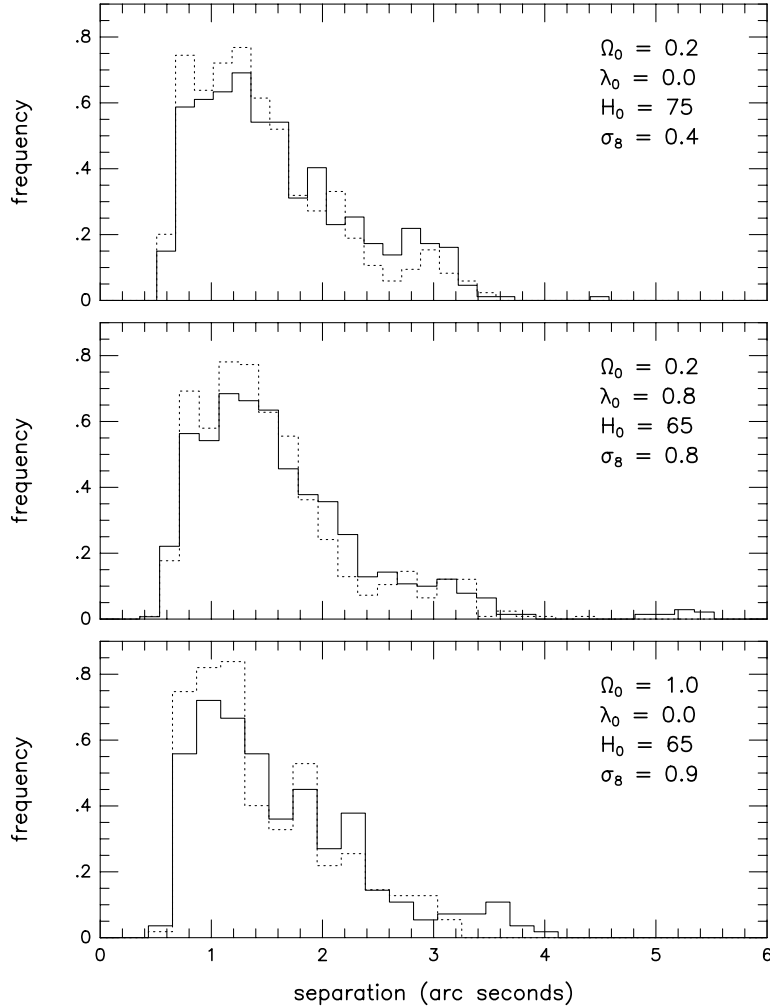 frequency
.8
.6
.4
.2
0
Ω₀ = 0.2
λ₀ = 0.0
H₀ = 75
σ₈ = 0.4
frequency
.8
.6
.4
.2
0
Ω₀ = 0.2
λ₀ = 0.8
H₀ = 65
σ₈ = 0.8
frequency
.8
.6
.4
.2
0
Ω₀ = 1.0
λ₀ = 0.0
H₀ = 65
σ₈ = 0.9
0 1 2 3 4 5 6
separation (arc seconds)